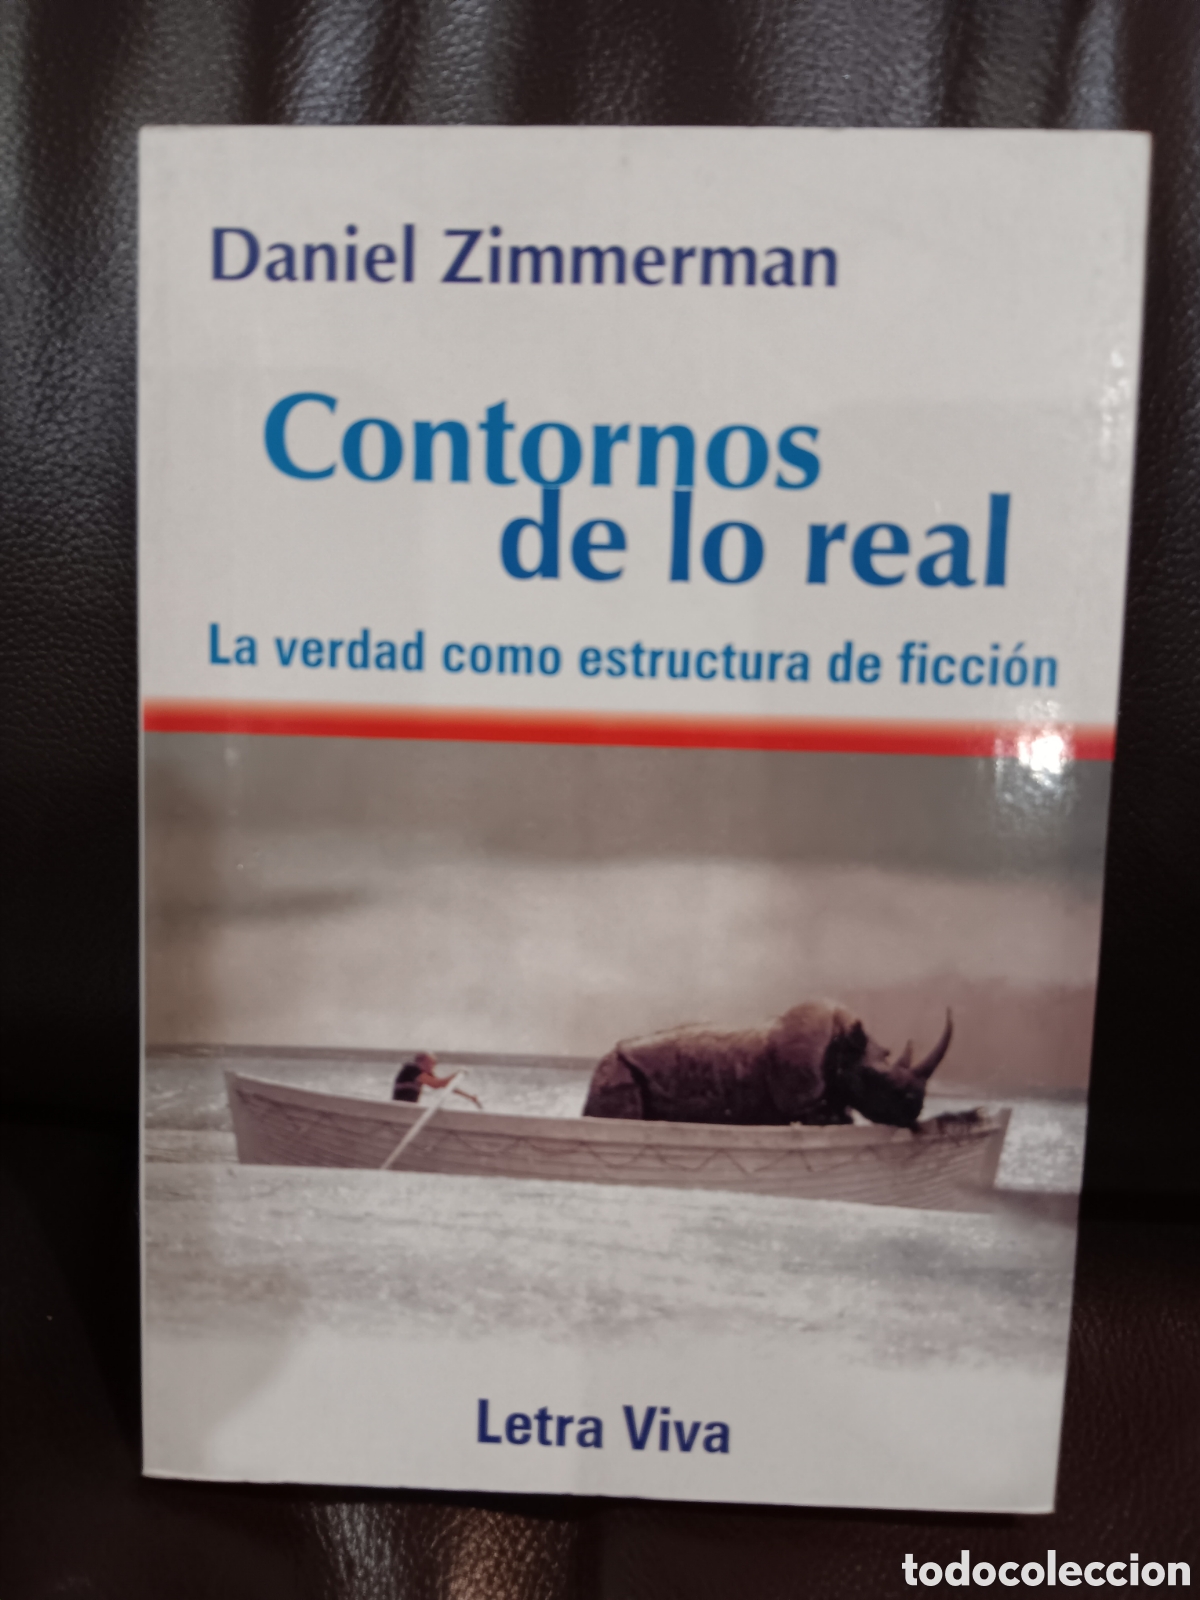 Daniel Zimmerman
Contornos
de lo real
La verdad como estructura de ficción
Letra Viva
todocoleccion